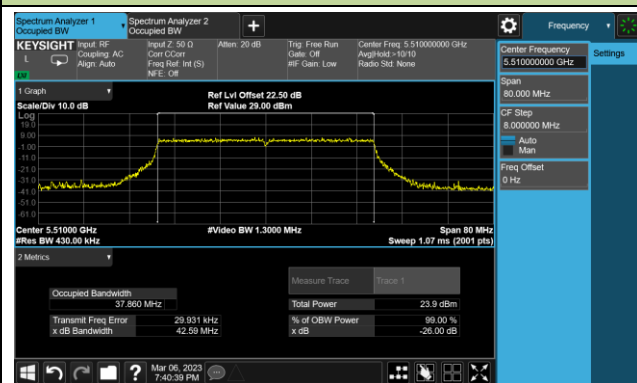 Spectrum Analyzer 1
Occupied BW
Spectrum Analyzer 2
Occupied BW
+
Frequency
KEYSIGHT
L
Input: RF
Coupling: AC
Align: Auto
Input Z: 50 Ω
Corr CCorr
Freq Ref: Int (S)
NFE: Off
Atten: 20 dB
Trig: Free Run
Gate: Off
#IF Gain: Low
Center Freq: 5.510000000 GHz
Avg|Hold:>10/10
Radio Std: None
Center Frequency
5.510000000 GHz
Settings
Span
80.000 MHz
CF Step
8.000000 MHz
Auto
Man
Freq Offset
0 Hz
1 Graph
Scale/Div 10.0 dB
Ref Lvl Offset 22.50 dB
Ref Value 29.00 dBm
Log
19.0
9.00
-1.00
-11.0
-21.0
-31.0
-41.0
-51.0
-61.0
Center 5.51000 GHz
#Res BW 430.00 kHz
#Video BW 1.3000 MHz
Span 80 MHz
Sweep 1.07 ms (2001 pts)
2 Metrics
Measure Trace
Trace 1
Occupied Bandwidth
37.860 MHz
Total Power
23.9 dBm
Transmit Freq Error
29.931 kHz
% of OBW Power
99.00 %
x dB Bandwidth
42.59 MHz
x dB
-26.00 dB
?
Mar 06, 2023
7:40:39 PM